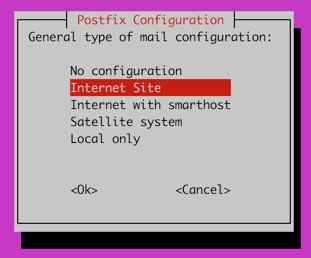 Postfix Configuration
General type of mail configuration:
No configuration
Internet Site
Internet with smarthost
Satellite system
Local only
<Ok> <Cancel>